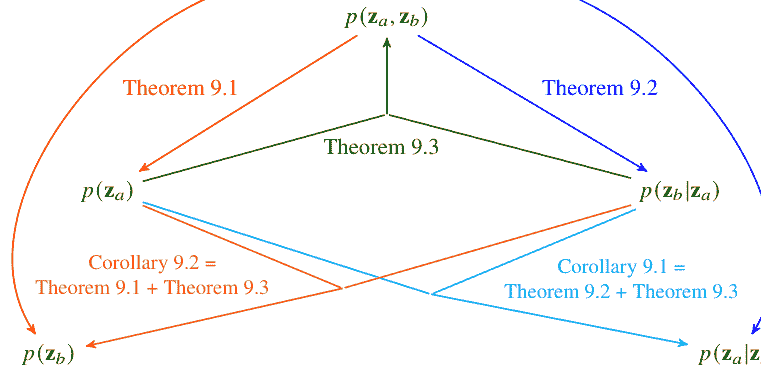 p(z_a, z_b)
Theorem 9.1
Theorem 9.2
Theorem 9.3
p(z_a)
p(z_b|z_a)
Corollary 9.2 =
Theorem 9.1 + Theorem 9.3
Corollary 9.1 =
Theorem 9.2 + Theorem 9.3
p(z_b)
p(z_a|z